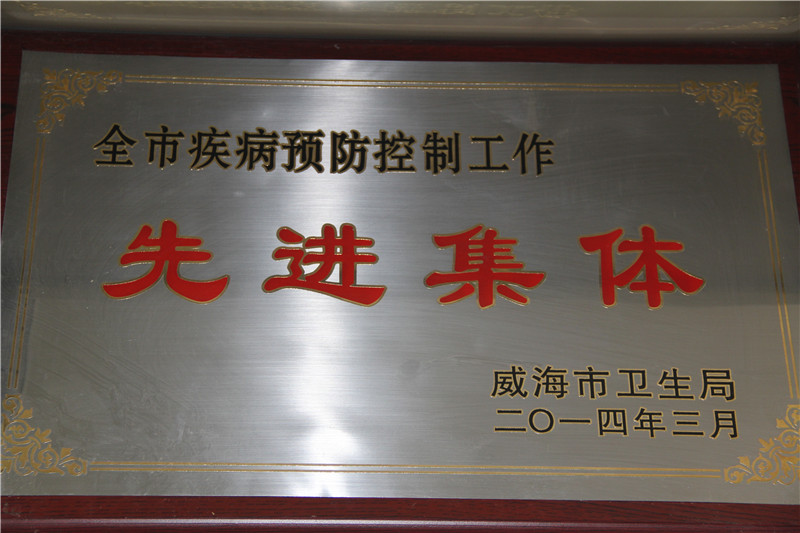 全市疾病预防控制工作
先进集体
威海市卫生局
二〇一四年三月